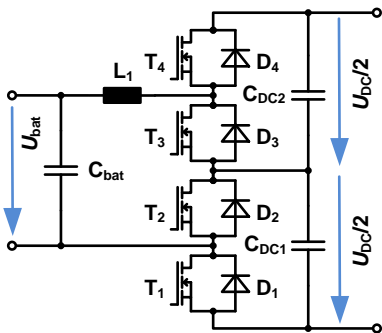 T4
D4
L1
CDC2
UDC/2
Ubat
T3
D3
Cbat
T2
D2
CDC1
UDC/2
T1
D1